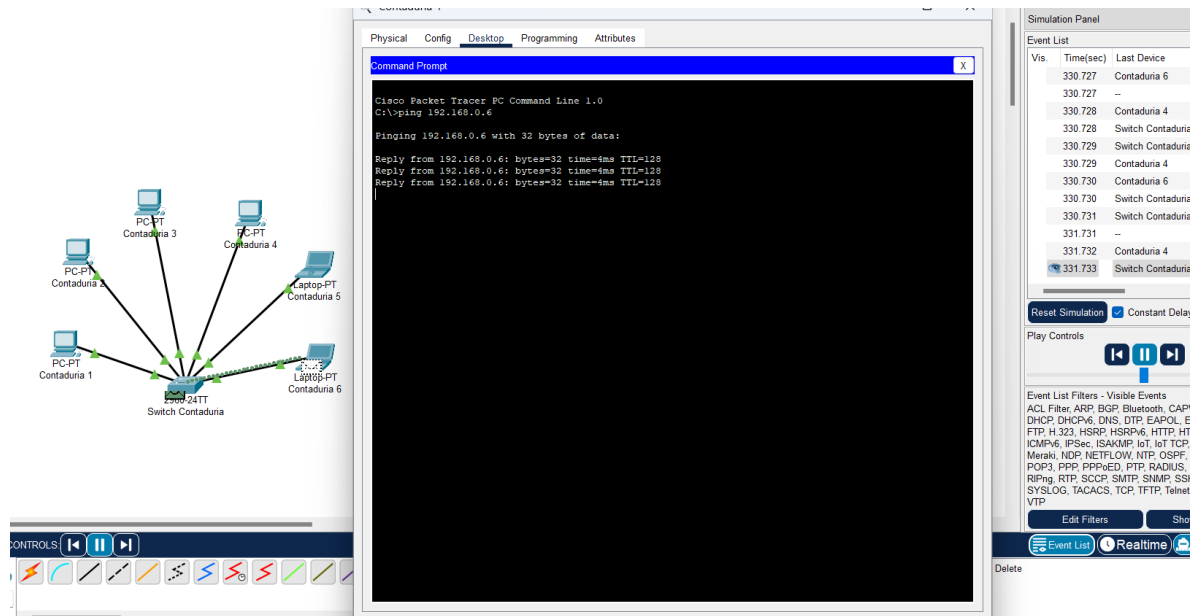 Simulation Panel
Physical Config Desktop Programming Attributes
Event List
Vis. Time(sec) Last Device
Command Prompt X
330.727 Contaduria 6
330.727 --
330.728 Contaduria 4
330.728 Switch Contaduria
330.729 Switch Contaduria
330.729 Contaduria 4
330.730 Contaduria 6
330.730 Switch Contaduria
330.731 Switch Contaduria
331.731 --
331.732 Contaduria 4
331.733 Switch Contaduria
Cisco Packet Tracer PC Command Line 1.0
C:\>ping 192.168.0.6
Pinging 192.168.0.6 with 32 bytes of data:
Reply from 192.168.0.6: bytes=32 time=4ms TTL=128
Reply from 192.168.0.6: bytes=32 time=4ms TTL=128
Reply from 192.168.0.6: bytes=32 time=4ms TTL=128
PC-PT
Contaduria 3
PC-PT
Contaduria 4
PC-PT
Contaduria 2
Laptop-PT
Contaduria 5
PC-PT
Contaduria 1
Laptop-PT
Contaduria 6
2960-24TT
Switch Contaduria
Reset Simulation Constant Delay
Play Controls
Event List Filters - Visible Events
ACL Filter, ARP, BGP, Bluetooth, CAPW
DHCP, DHCPv6, DNS, DTP, EAPOL, E
FTP, H.323, HSRP, HSRPv6, HTTP, HT
ICMPv6, IPSec, ISAKMP, IoT, IoT TCP,
Meraki, NDP, NETFLOW, NTP, OSPF,
POP3, PPP, PPPoED, PTP, RADIUS,
RIPng, RTP, SCCP, SMTP, SNMP, SSH
SYSLOG, TACACS, TCP, TFTP, Telnet
VTP
Edit Filters Sho
CONTROLS:
Event List Realtime
Delete